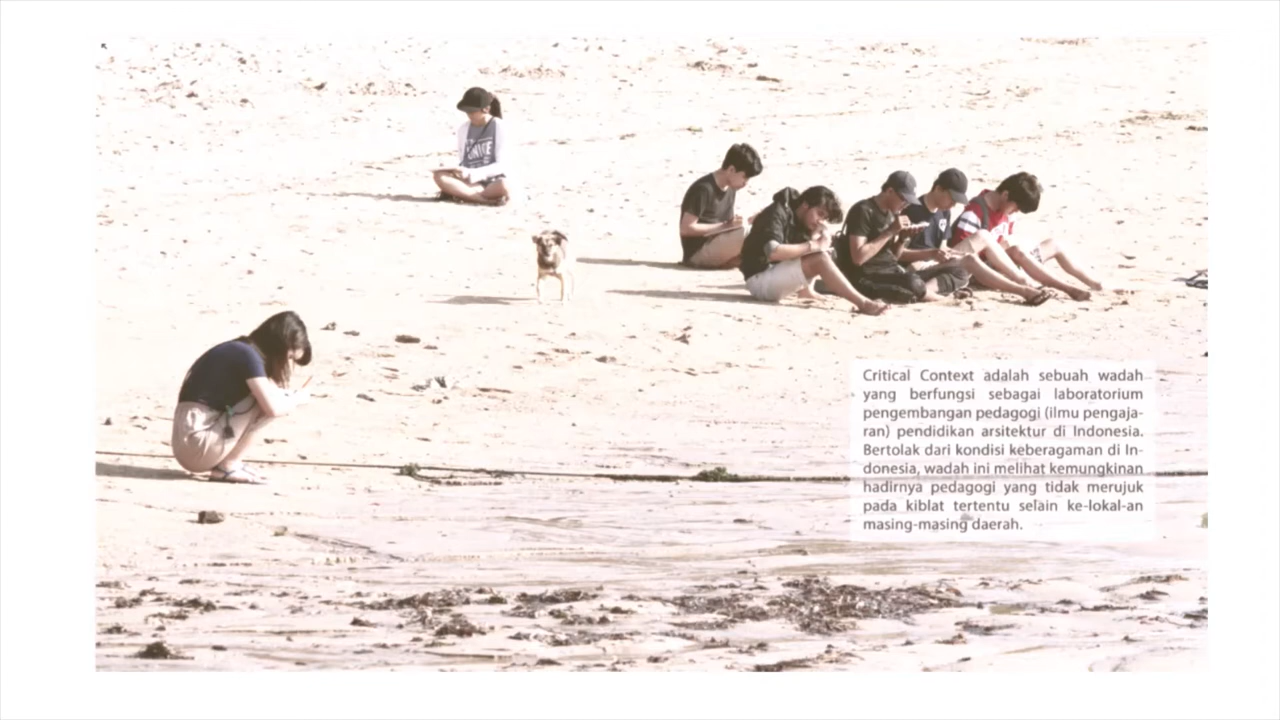 Critical Context adalah sebuah wadah
yang berfungsi sebagai laboratorium
pengembangan pedagogi (ilmu pengaja-
ran) pendidikan arsitektur di Indonesia.
Bertolak dari kondisi keberagaman di In-
donesia, wadah ini melihat kemungkinan
hadirnya pedagogi yang tidak merujuk
pada kiblat tertentu selain ke-lokal-an
masing-masing daerah.